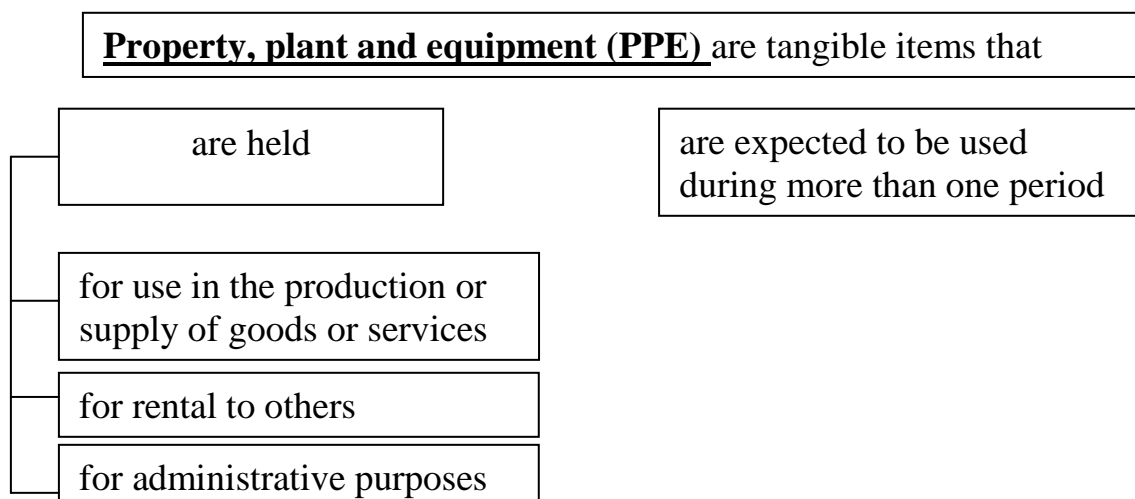 Property, plant and equipment (PPE) are tangible items that
are held
are expected to be used
during more than one period
for use in the production or
supply of goods or services
for rental to others
for administrative purposes